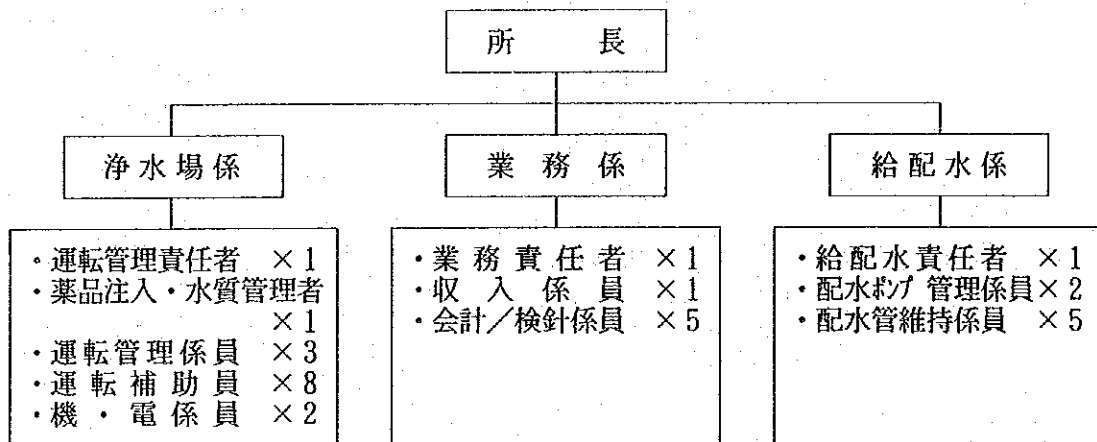 所長
浄水場係
業務係
給配水係
・運転管理責任者 ×1
・薬品注入・水質管理者
×1
・運転管理係員 ×3
・運転補助員 ×8
・機・電係員 ×2
・業務責任者 ×1
・収入係員 ×1
・会計／検針係員 ×5
・給配水責任者 ×1
・配水ポンプ管理係員×2
・配水管維持係員 ×5